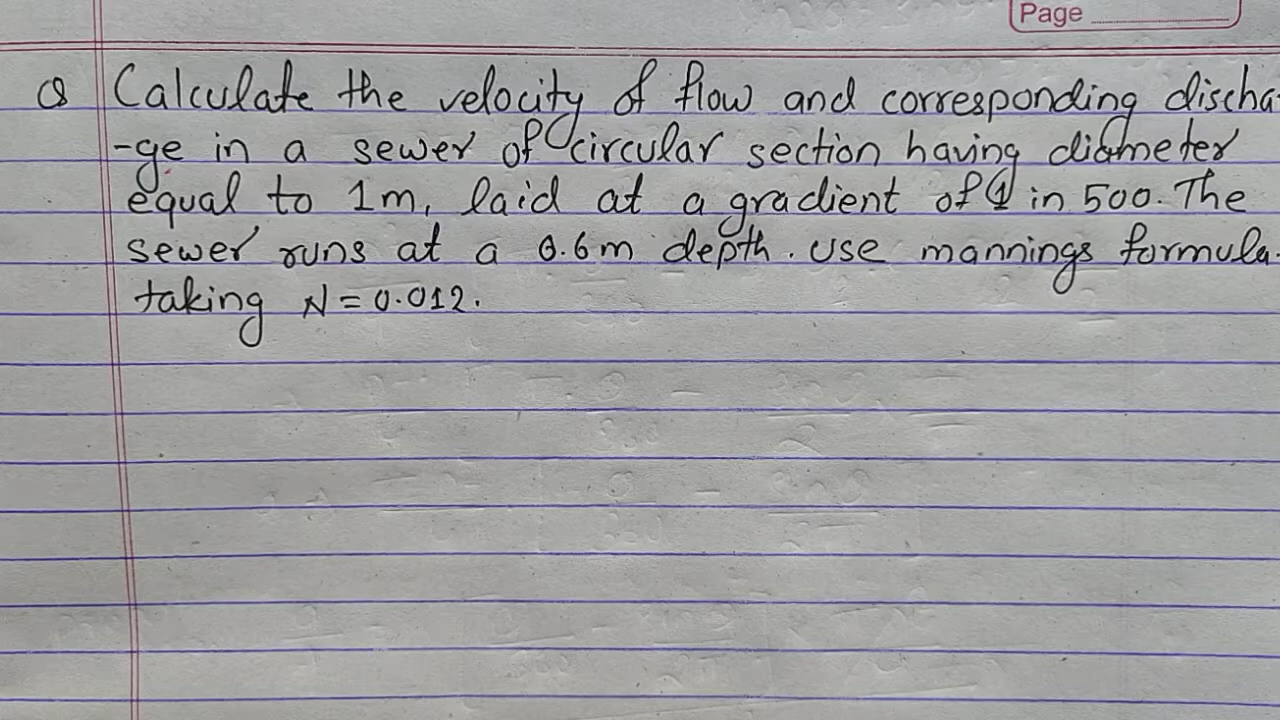 Page
Q Calculate the velocity of flow and corresponding discha
-ge in a sewer of circular section having diameter
equal to 1m, laid at a gradient of 1 in 500. The
sewer runs at a 0.6m depth. Use mannings formula.
taking N = 0.012.